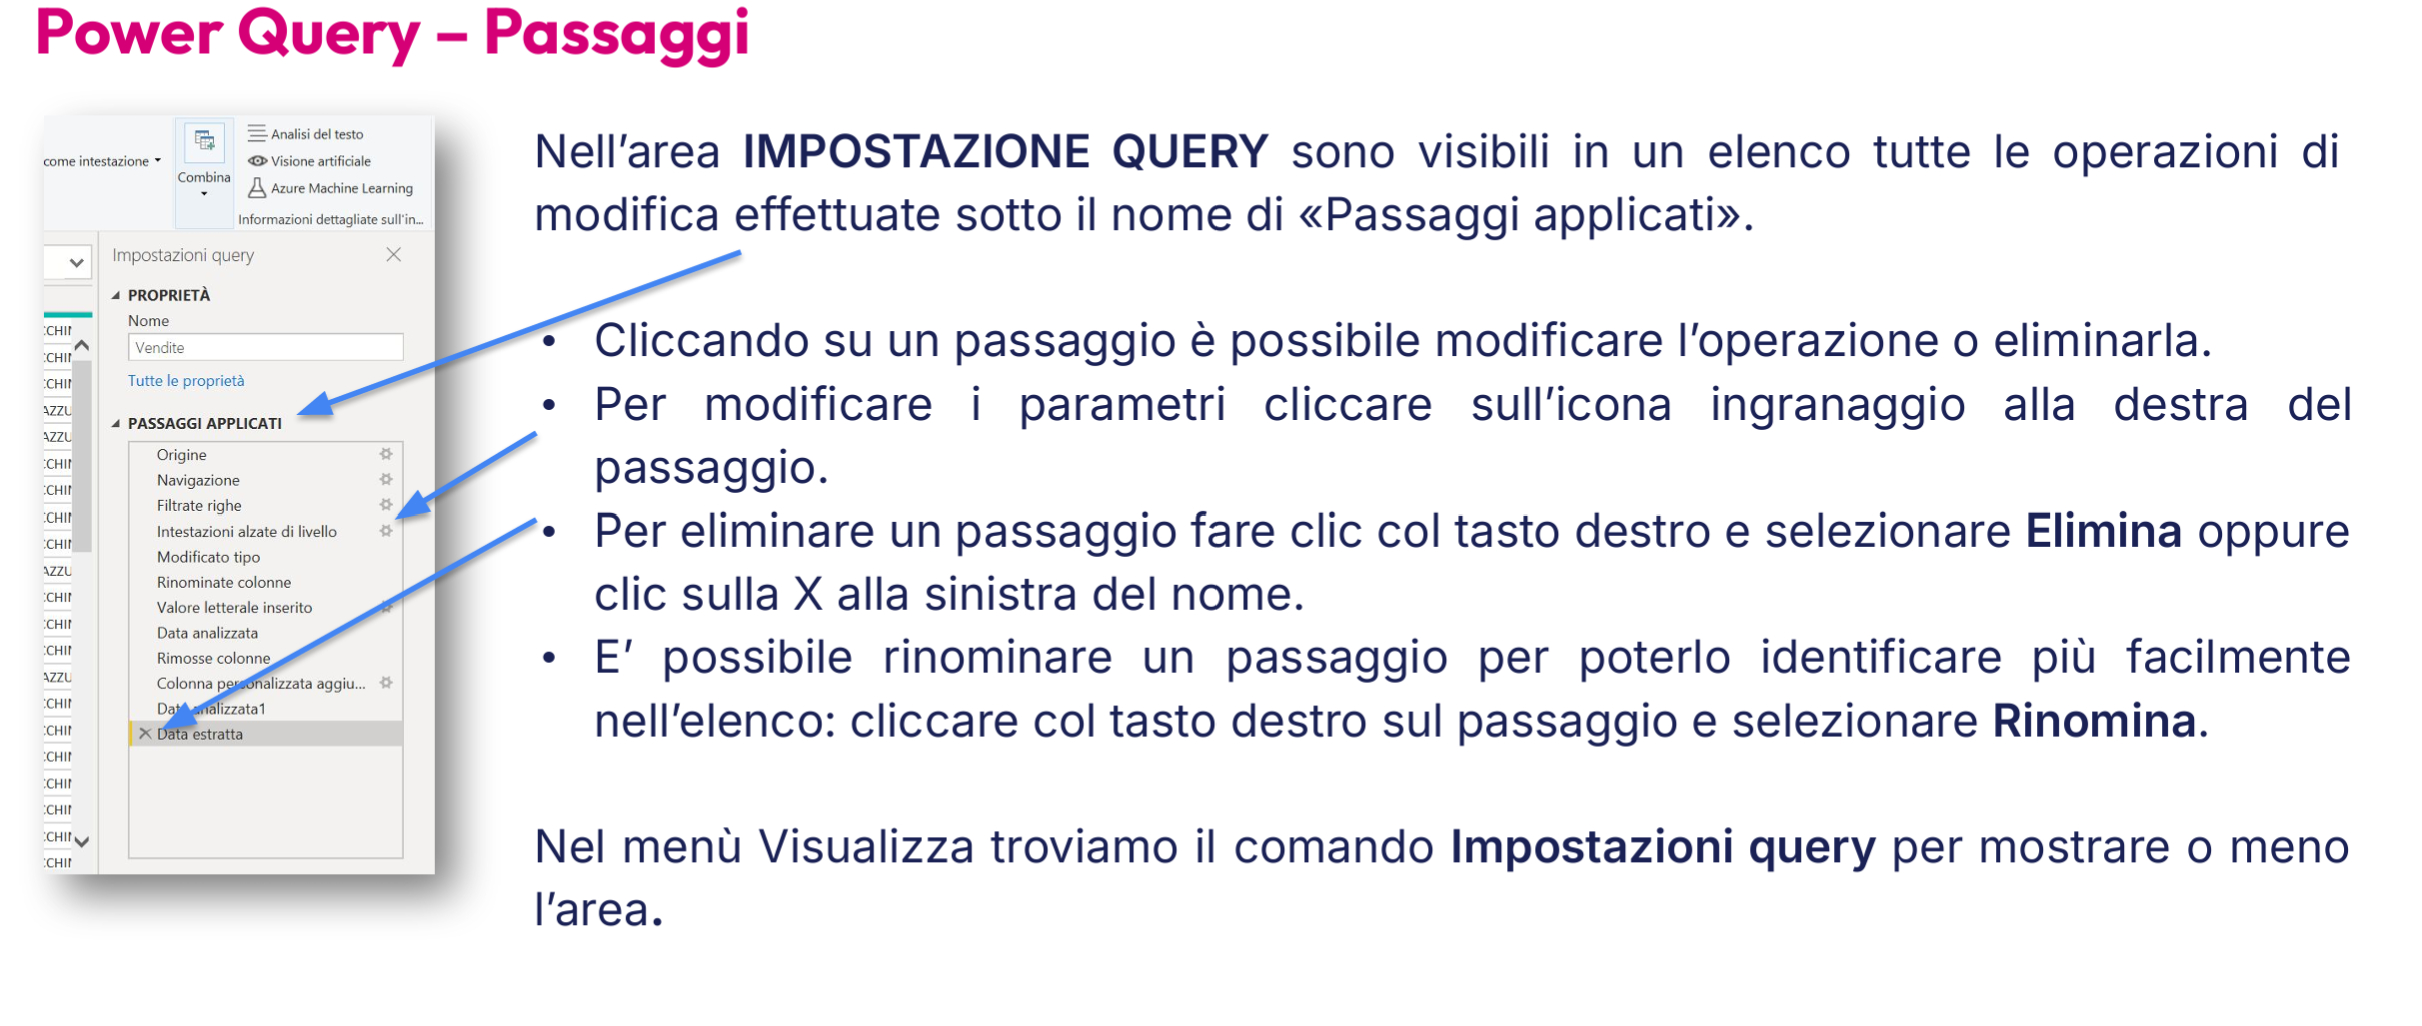 Power Query – Passaggi
come intestazione
Combina
Analisi del testo
Visione artificiale
Azure Machine Learning
Informazioni dettagliate sull'in...
Impostazioni query
PROPRIETÀ
Nome
Vendite
Tutte le proprietà
PASSAGGI APPLICATI
Origine
Navigazione
Filtrate righe
Intestazioni alzate di livello
Modificato tipo
Rinominate colonne
Valore letterale inserito
Data analizzata
Rimosse colonne
Colonna personalizzata aggiu...
Data analizzata1
Data estratta
Nell’area IMPOSTAZIONE QUERY sono visibili in un elenco tutte le operazioni di
modifica effettuate sotto il nome di «Passaggi applicati».
• Cliccando su un passaggio è possibile modificare l’operazione o eliminarla.
• Per modificare i parametri cliccare sull’icona ingranaggio alla destra del
passaggio.
• Per eliminare un passaggio fare clic col tasto destro e selezionare Elimina oppure
clic sulla X alla sinistra del nome.
• E’ possibile rinominare un passaggio per poterlo identificare più facilmente
nell’elenco: cliccare col tasto destro sul passaggio e selezionare Rinomina.
Nel menù Visualizza troviamo il comando Impostazioni query per mostrare o meno
l’area.